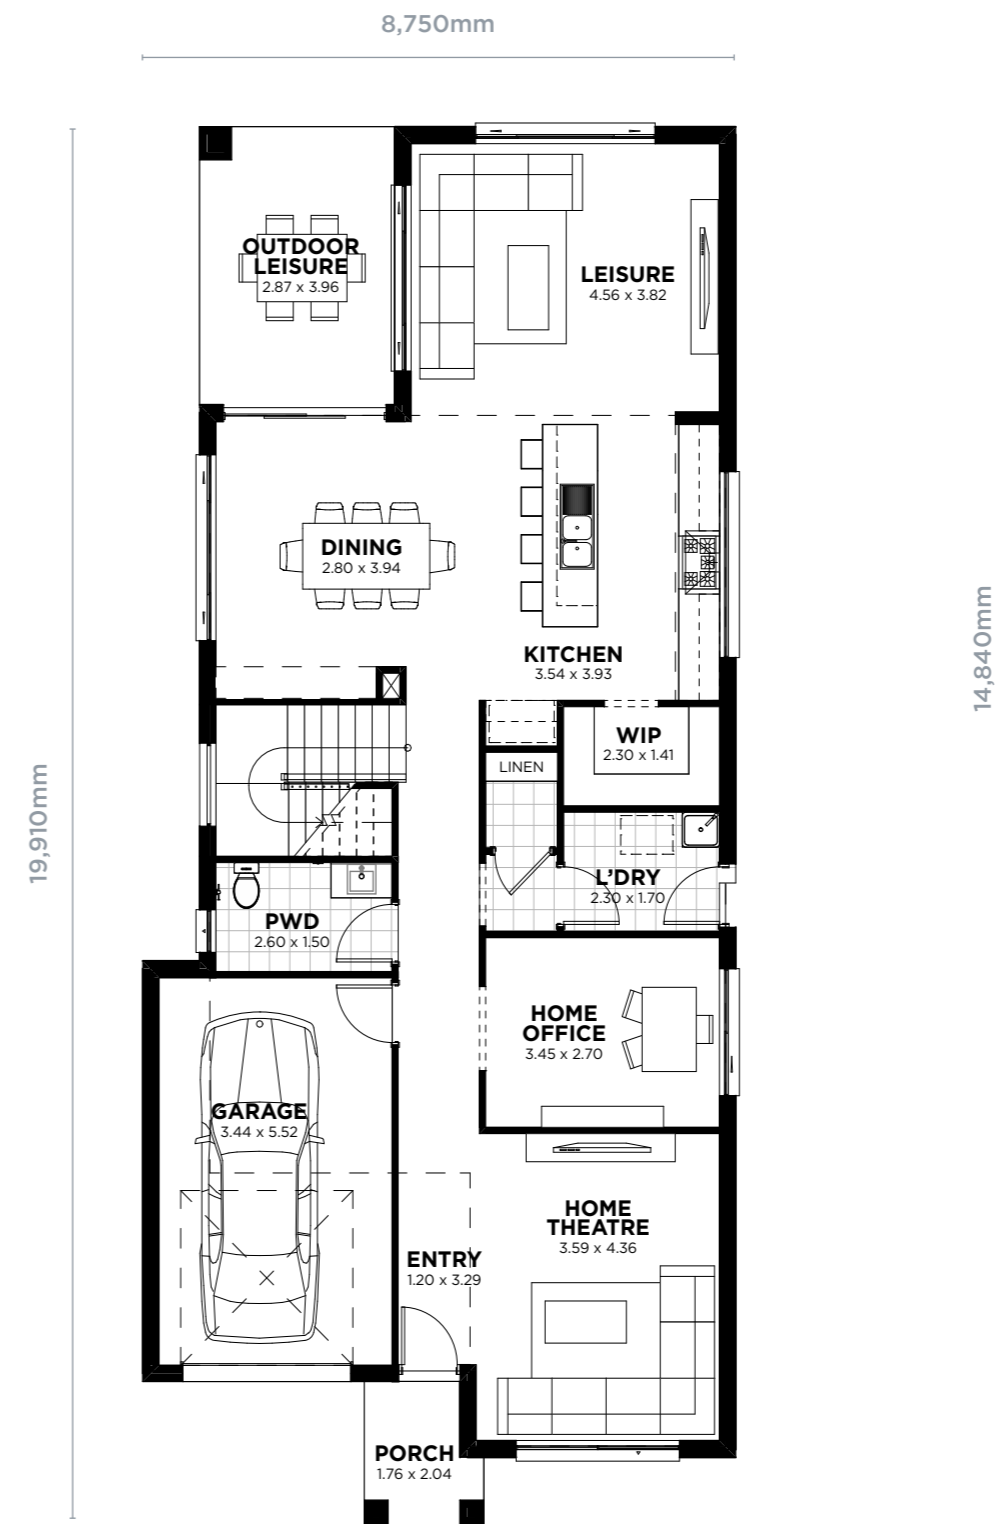 8,750mm
OUTDOOR
LEISURE
2.87 x 3.96
LEISURE
4.56 x 3.82
DINING
2.80 x 3.94
KITCHEN
3.54 x 3.93
14,840mm
WIP
2.30 x 1.41
LINEN
19,910mm
L'DRY
2.30 x 1.70
PWD
2.60 x 1.50
HOME
OFFICE
3.45 x 2.70
GARAGE
3.44 x 5.52
HOME
THEATRE
3.59 x 4.36
ENTRY
1.20 x 3.29
PORCH
1.76 x 2.04